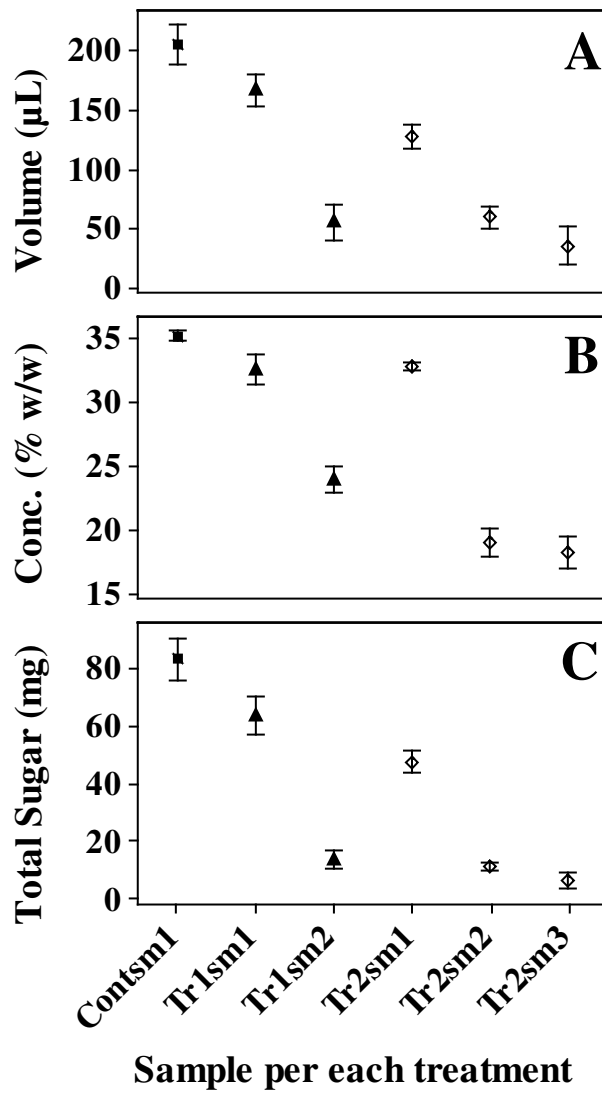 A
Volume (µL)
200
150
100
50
0
B
Conc. (% w/w)
35
30
25
20
15
C
Total Sugar (mg)
80
60
40
20
0
Contsm1
Tr1sm1
Tr1sm2
Tr2sm1
Tr2sm2
Tr2sm3
Sample per each treatment